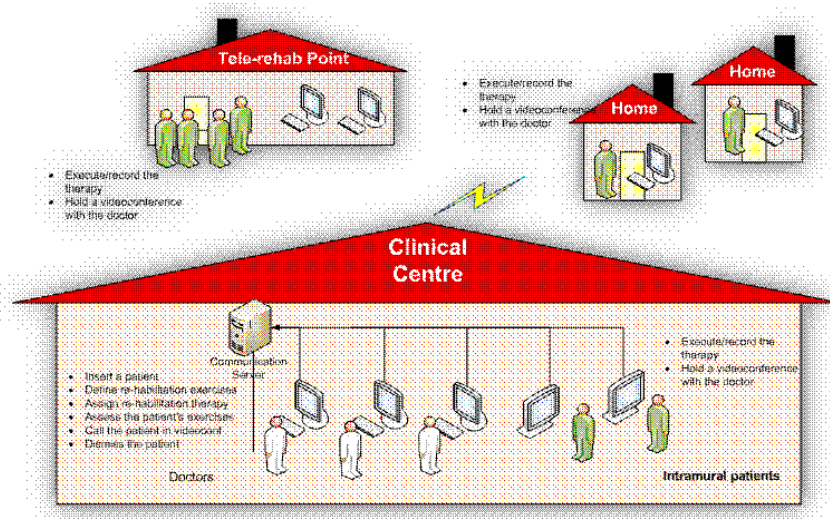 Tele-rehab Point
• Execute/record the
therapy
• Hold a videoconference
with the doctor
• Execute/record the
therapy
• Hold a videoconference
with the doctor
Home
Home
Clinical
Centre
Communication
Server
• Insert a patient
• Define re-habilitation exercises
• Assign re-habilitation therapy
• Assess the patient's exercises
• Call the patient in videoconf
• Dismiss the patient
Doctors
• Execute/record the
therapy
• Hold a videoconference
with the doctor
Intramural patients